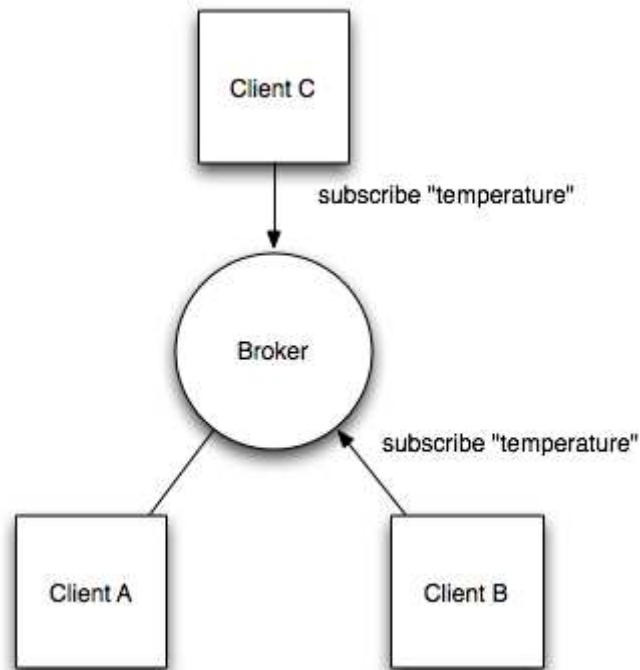 Client C
subscribe "temperature"
Broker
subscribe "temperature"
Client A
Client B